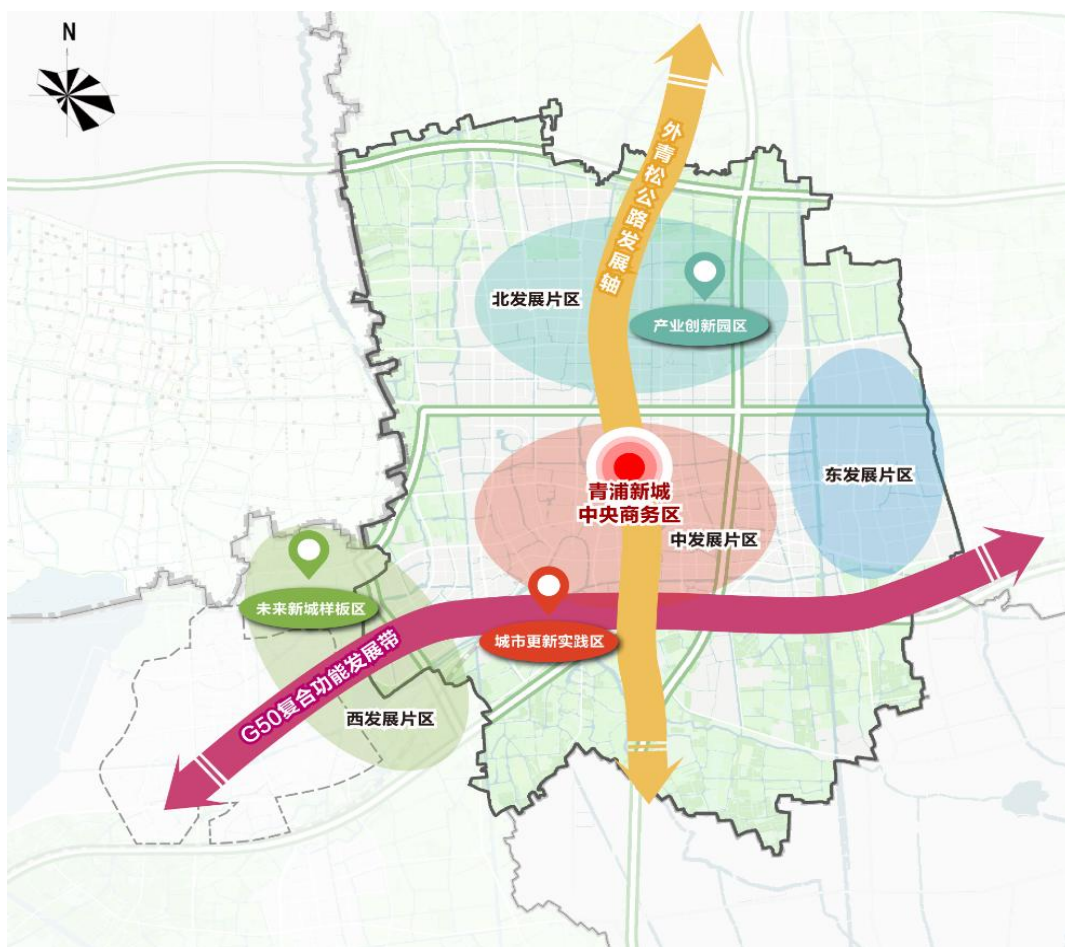 N
外青松公路发展轴
北发展片区
产业创新园区
东发展片区
青浦新城
中央商务区
中发展片区
未来新城样板区
城市更新实践区
G50复合功能发展带
西发展片区